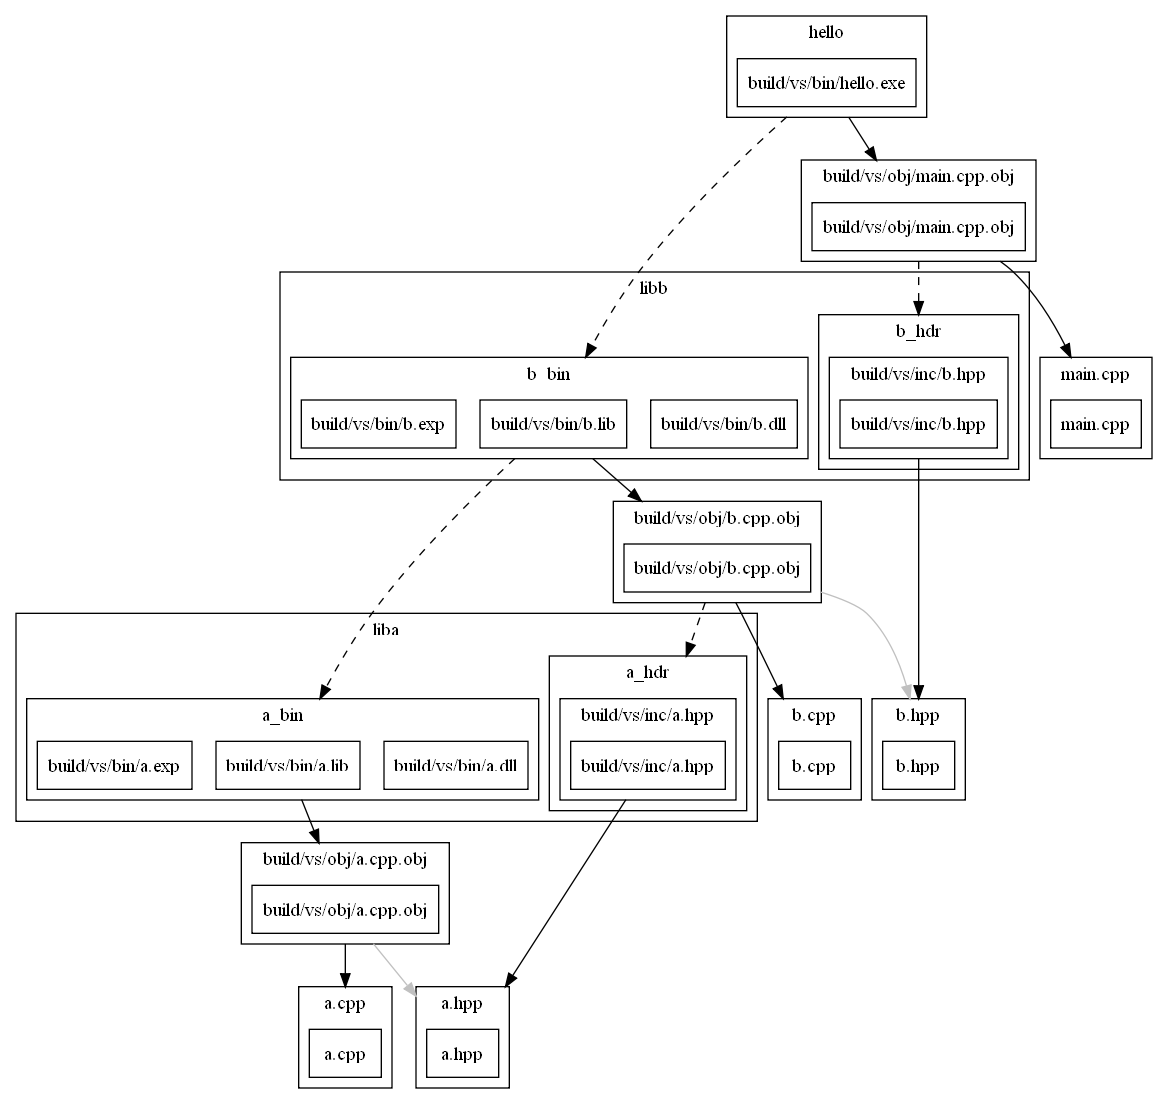 hello
build/vs/bin/hello.exe
build/vs/obj/main.cpp.obj
build/vs/obj/main.cpp.obj
libb
b_hdr
b bin
build/vs/inc/b.hpp
main.cpp
build/vs/bin/b.exp
build/vs/bin/b.lib
build/vs/bin/b.dll
build/vs/inc/b.hpp
main.cpp
build/vs/obj/b.cpp.obj
build/vs/obj/b.cpp.obj
liba
a_hdr
a_bin
build/vs/inc/a.hpp
b.cpp
b.hpp
build/vs/bin/a.exp
build/vs/bin/a.lib
build/vs/bin/a.dll
build/vs/inc/a.hpp
b.cpp
b.hpp
build/vs/obj/a.cpp.obj
build/vs/obj/a.cpp.obj
a.cpp
a.hpp
a.cpp
a.hpp